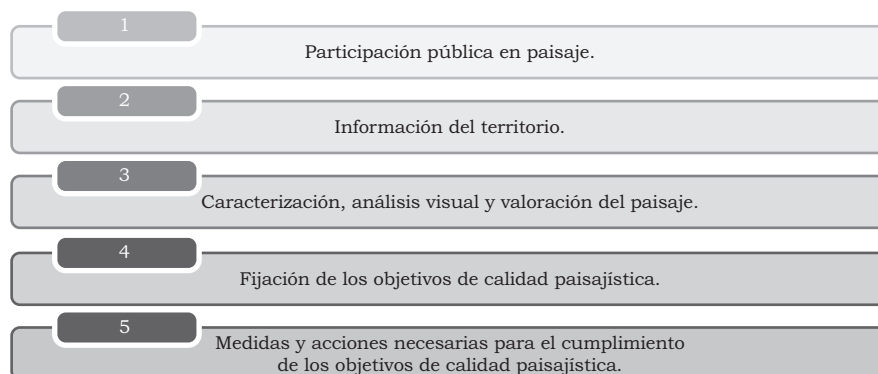 1
Participación pública en paisaje.
2
Información del territorio.
3
Caracterización, análisis visual y valoración del paisaje.
4
Fijación de los objetivos de calidad paisajística.
5
Medidas y acciones necesarias para el cumplimiento
de los objetivos de calidad paisajística.